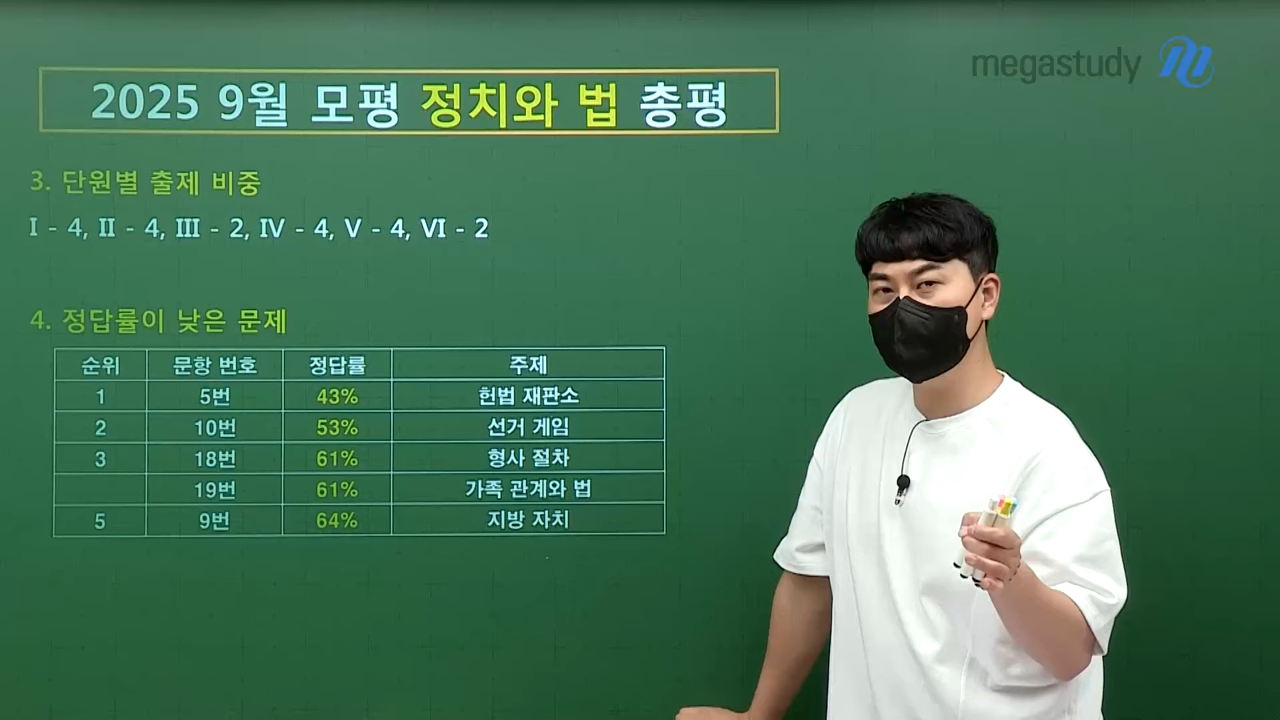 megastudy
2025 9월 모평 정치와 법 총평
3. 단원별 출제 비중
I - 4, II - 4, III - 2, IV - 4, V - 4, VI - 2
4. 정답률이 낮은 문제
순위 문항 번호 정답률 주제
1 5번 43% 헌법 재판소
2 10번 53% 선거 게임
3 18번 61% 형사 절차
19번 61% 가족 관계와 법
5 9번 64% 지방 자치